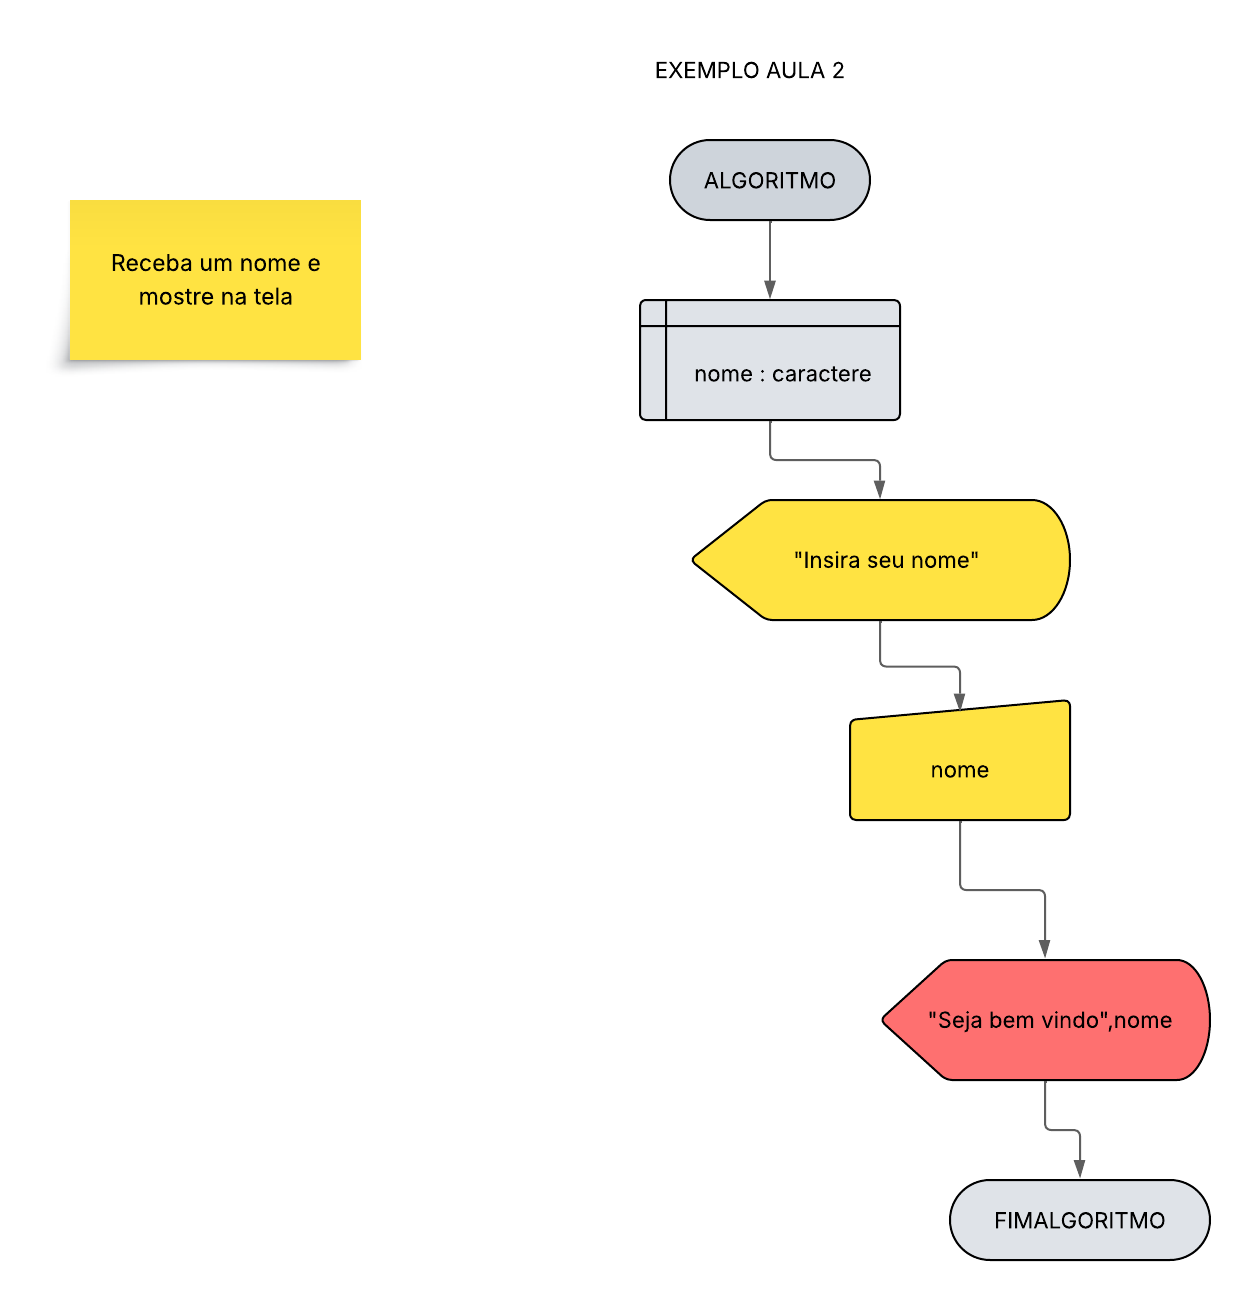 EXEMPLO AULA 2
ALGORITMO
Receba um nome e
mostre na tela
nome : caractere
"Insira seu nome"
nome
"Seja bem vindo",nome
FIMALGORITMO